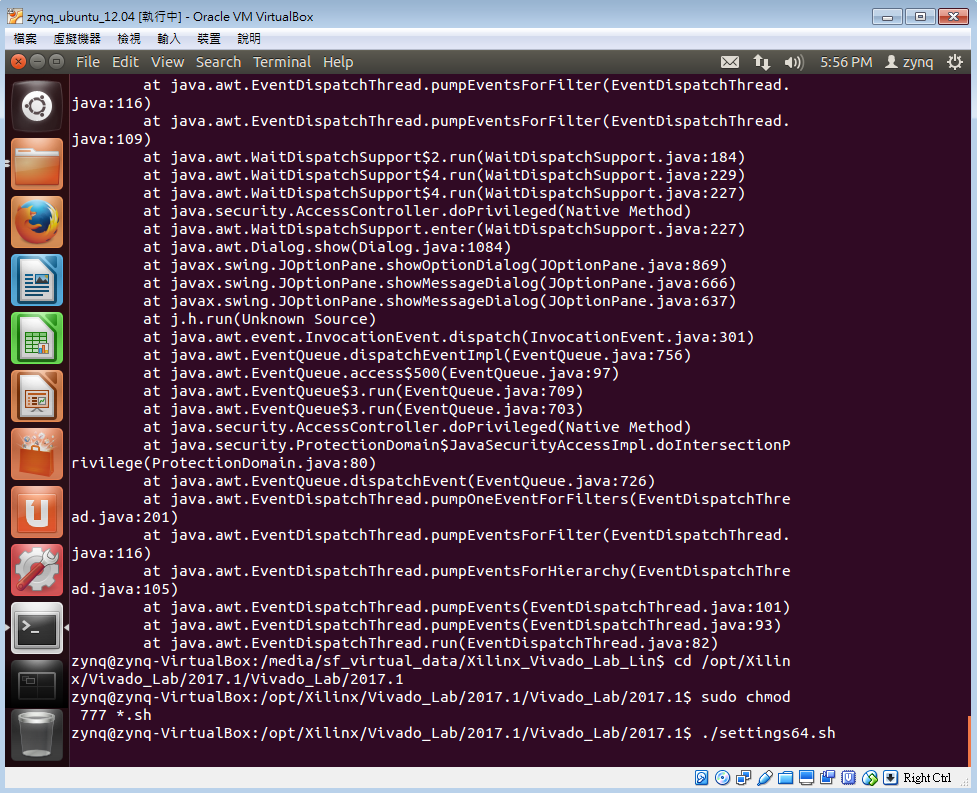 zynq_ubuntu_12.04 [執行中] - Oracle VM VirtualBox
檔案 虛擬機器 檢視 輸入 裝置 說明
File Edit View Search Terminal Help 5:56 PM zynq
at java.awt.EventDispatchThread.pumpEventsForFilter(EventDispatchThread.
java:116)
at java.awt.EventDispatchThread.pumpEventsForFilter(EventDispatchThread.
java:109)
at java.awt.WaitDispatchSupport$2.run(WaitDispatchSupport.java:184)
at java.awt.WaitDispatchSupport$4.run(WaitDispatchSupport.java:229)
at java.awt.WaitDispatchSupport$4.run(WaitDispatchSupport.java:227)
at java.security.AccessController.doPrivileged(Native Method)
at java.awt.WaitDispatchSupport.enter(WaitDispatchSupport.java:227)
at java.awt.Dialog.show(Dialog.java:1084)
at javax.swing.JOptionPane.showOptionDialog(JOptionPane.java:869)
at javax.swing.JOptionPane.showMessageDialog(JOptionPane.java:666)
at javax.swing.JOptionPane.showMessageDialog(JOptionPane.java:637)
at j.h.run(Unknown Source)
at java.awt.event.InvocationEvent.dispatch(InvocationEvent.java:301)
at java.awt.EventQueue.dispatchEventImpl(EventQueue.java:756)
at java.awt.EventQueue.access$500(EventQueue.java:97)
at java.awt.EventQueue$3.run(EventQueue.java:709)
at java.awt.EventQueue$3.run(EventQueue.java:703)
at java.security.AccessController.doPrivileged(Native Method)
at java.security.ProtectionDomain$JavaSecurityAccessImpl.doIntersectionP
rivilege(ProtectionDomain.java:80)
at java.awt.EventQueue.dispatchEvent(EventQueue.java:726)
at java.awt.EventDispatchThread.pumpOneEventForFilters(EventDispatchThre
ad.java:201)
at java.awt.EventDispatchThread.pumpEventsForFilter(EventDispatchThread.
java:116)
at java.awt.EventDispatchThread.pumpEventsForHierarchy(EventDispatchThre
ad.java:105)
at java.awt.EventDispatchThread.pumpEvents(EventDispatchThread.java:101)
at java.awt.EventDispatchThread.pumpEvents(EventDispatchThread.java:93)
at java.awt.EventDispatchThread.run(EventDispatchThread.java:82)
zynq@zynq-VirtualBox:/media/sf_virtual_data/Xilinx_Vivado_Lab_Lin$ cd /opt/Xilin
x/Vivado_Lab/2017.1/Vivado_Lab/2017.1
zynq@zynq-VirtualBox:/opt/Xilinx/Vivado_Lab/2017.1/Vivado_Lab/2017.1$ sudo chmod
777 *.sh
zynq@zynq-VirtualBox:/opt/Xilinx/Vivado_Lab/2017.1/Vivado_Lab/2017.1$ ./settings64.sh
Right Ctrl